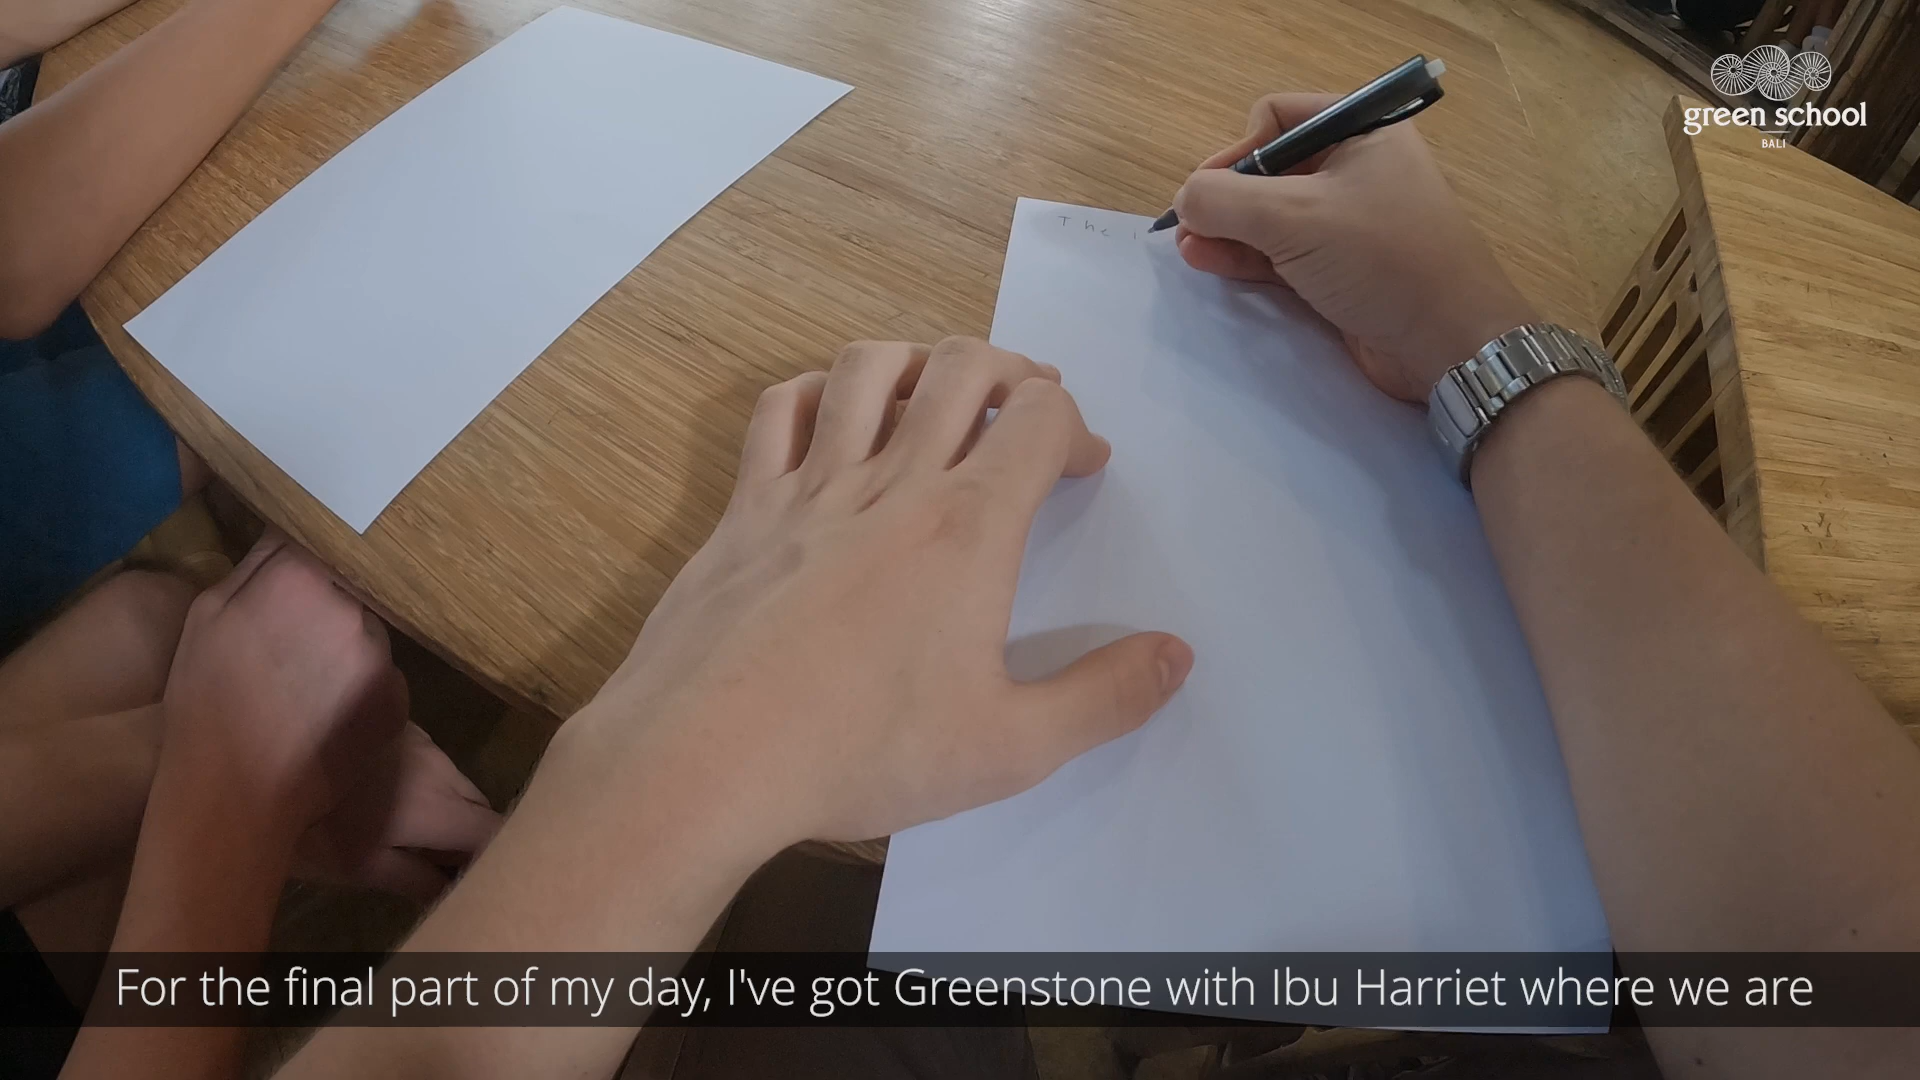 green school
BALI
The
For the final part of my day, I've got Greenstone with Ibu Harriet where we are